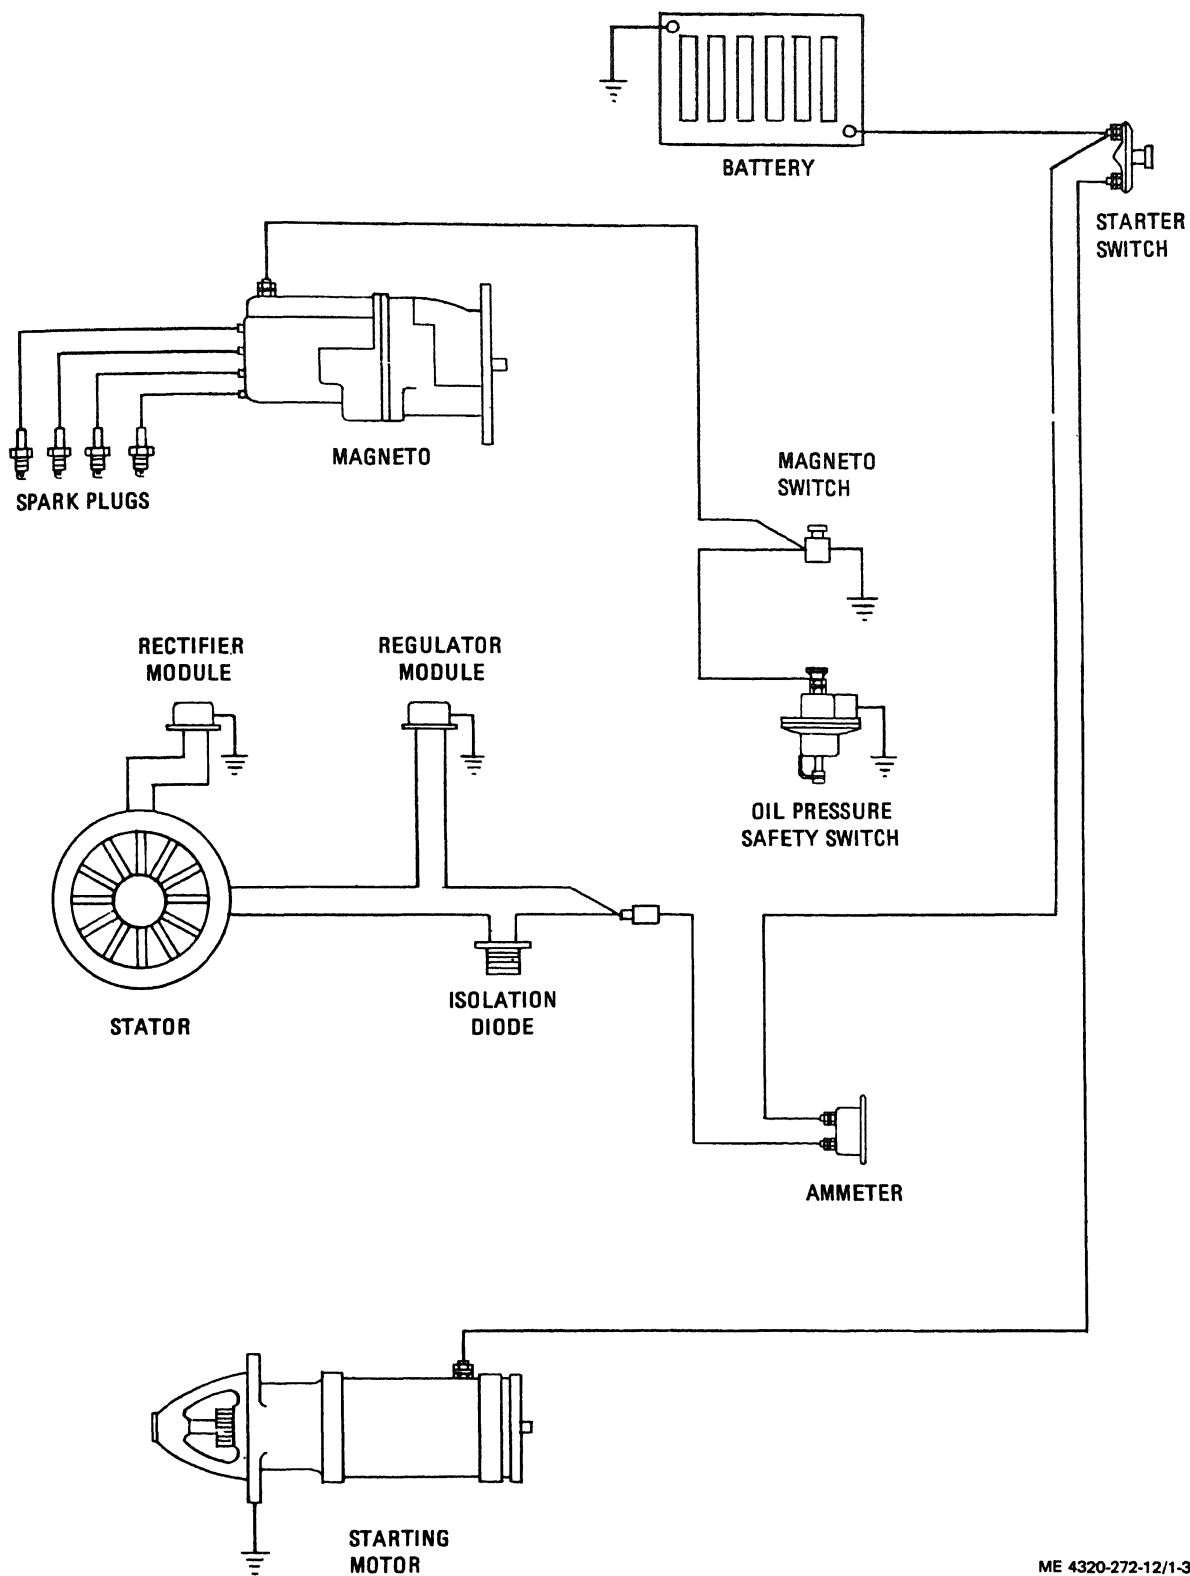 BATTERY
STARTER
SWITCH
MAGNETO
SPARK PLUGS
MAGNETO
SWITCH
RECTIFIER
MODULE
REGULATOR
MODULE
OIL PRESSURE
SAFETY SWITCH
ISOLATION
DIODE
STATOR
AMMETER
STARTING
MOTOR
ME 4320-272-12/1-3